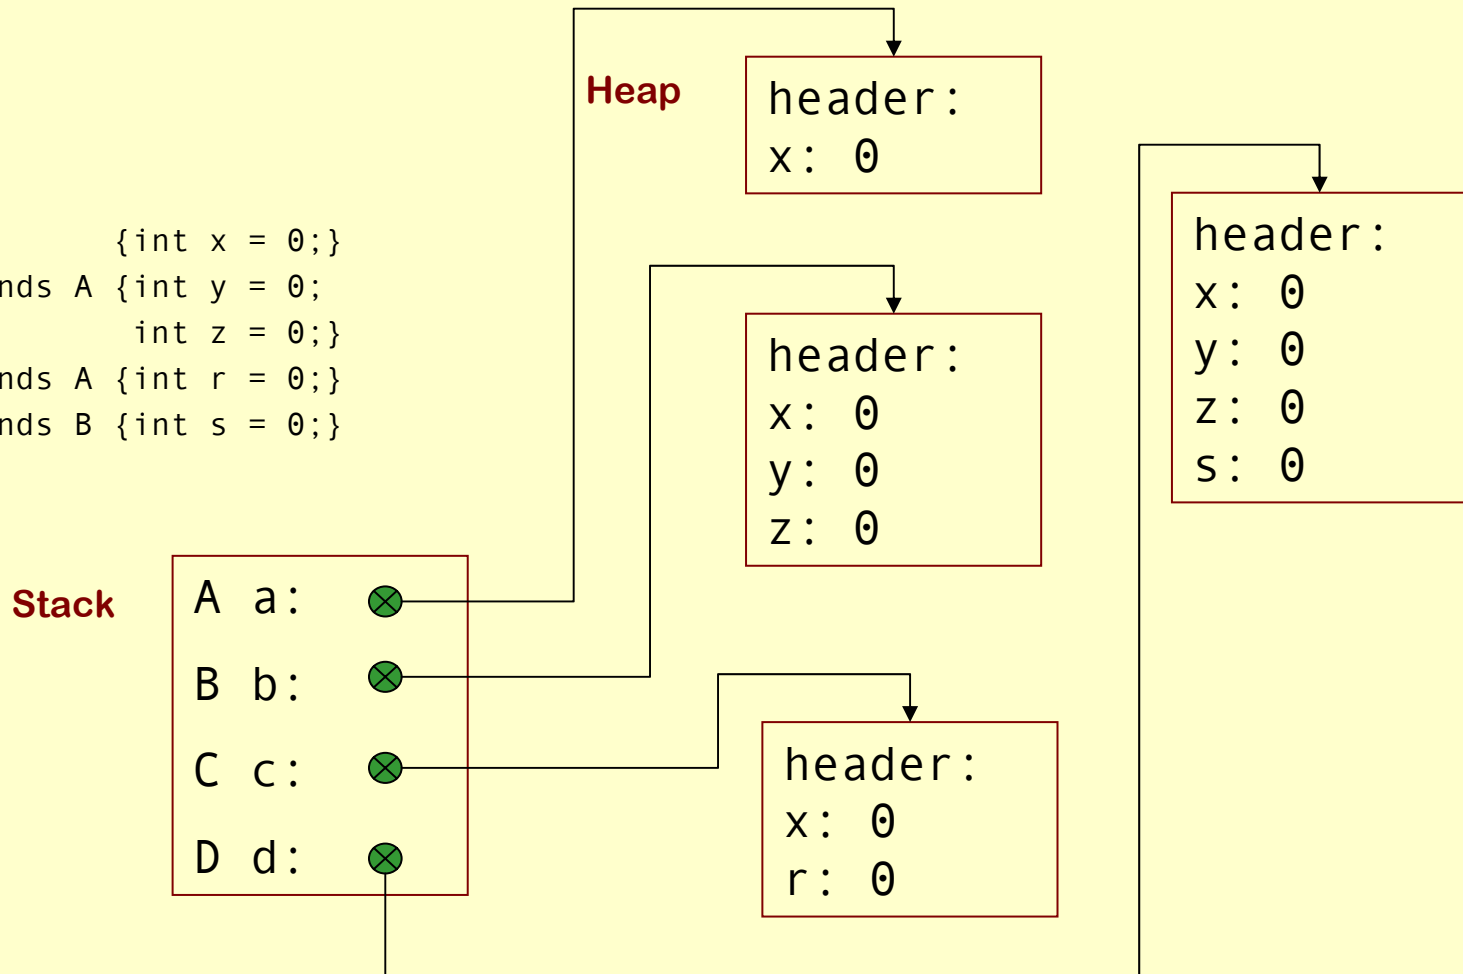 Heap
header:
x: 0
{int x = 0;}
nds A {int y = 0;
int z = 0;}
nds A {int r = 0;}
nds B {int s = 0;}
header:
x: 0
y: 0
z: 0
header:
x: 0
y: 0
z: 0
s: 0
Stack
A a:
B b:
C c:
D d:
header:
x: 0
r: 0